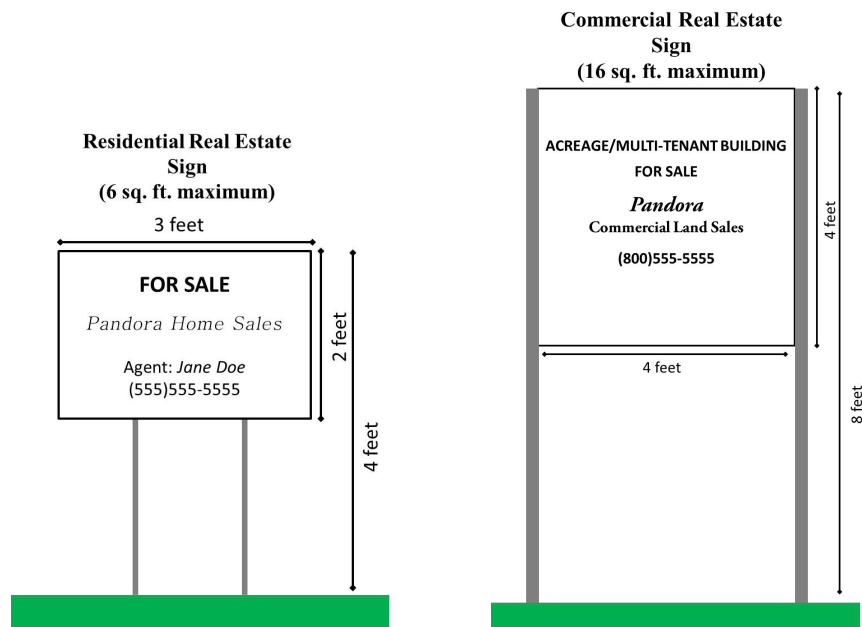 Residential Real Estate
Sign
(6 sq. ft. maximum)
3 feet
FOR SALE
Pandora Home Sales
Agent: Jane Doe
(555)555-5555
2 feet
4 feet
Commercial Real Estate
Sign
(16 sq. ft. maximum)
ACREAGE/MULTI-TENANT BUILDING
FOR SALE
Pandora
Commercial Land Sales
(800)555-5555
4 feet
4 feet
8 feet